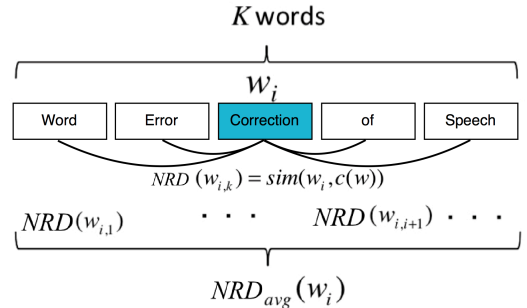 K words
w_i
Word Error Correction of Speech
NRD (w_{i,k}) = sim(w_i, c(w))
NRD(w_{i,1}) · · · NRD(w_{i,i+1}) · · ·
NRD_{avg}(w_i)